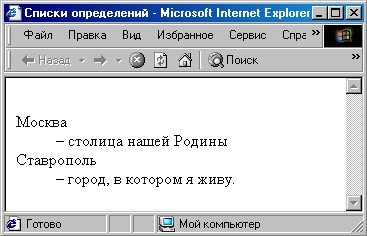 Списки определений - Microsoft Internet Explorer
Файл Правка Вид Избранное Сервис Спра »
Назад » Поиск »
Москва
– столица нашей Родины
Ставрополь
– город, в котором я живу.
Готово Мой компьютер